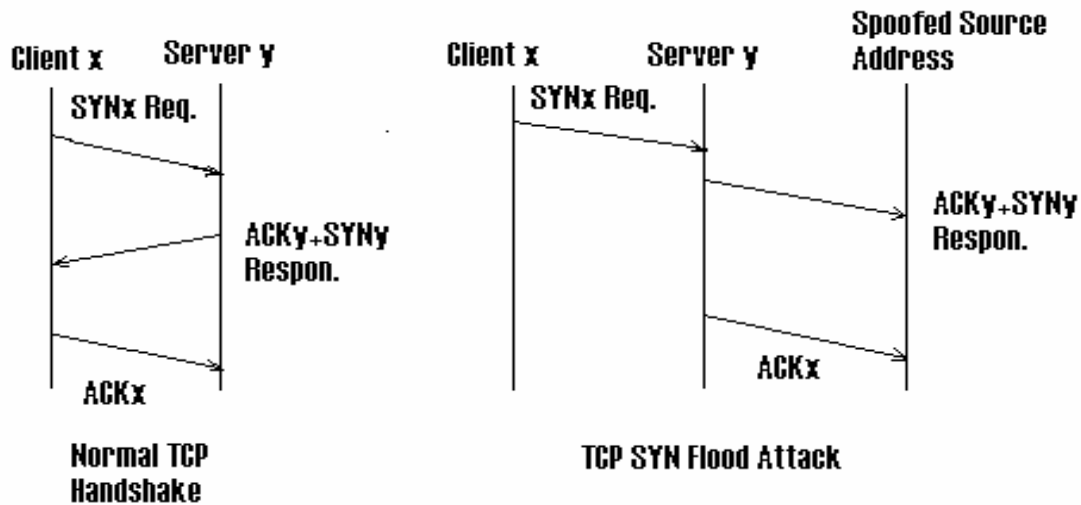 Client x
Server y
SYNx Req.
ACKy+SYNy
Respon.
ACKx
Normal TCP
Handshake
Client x
Server y
Spoofed Source
Address
SYNx Req.
ACKy+SYNy
Respon.
ACKx
TCP SYN Flood Attack